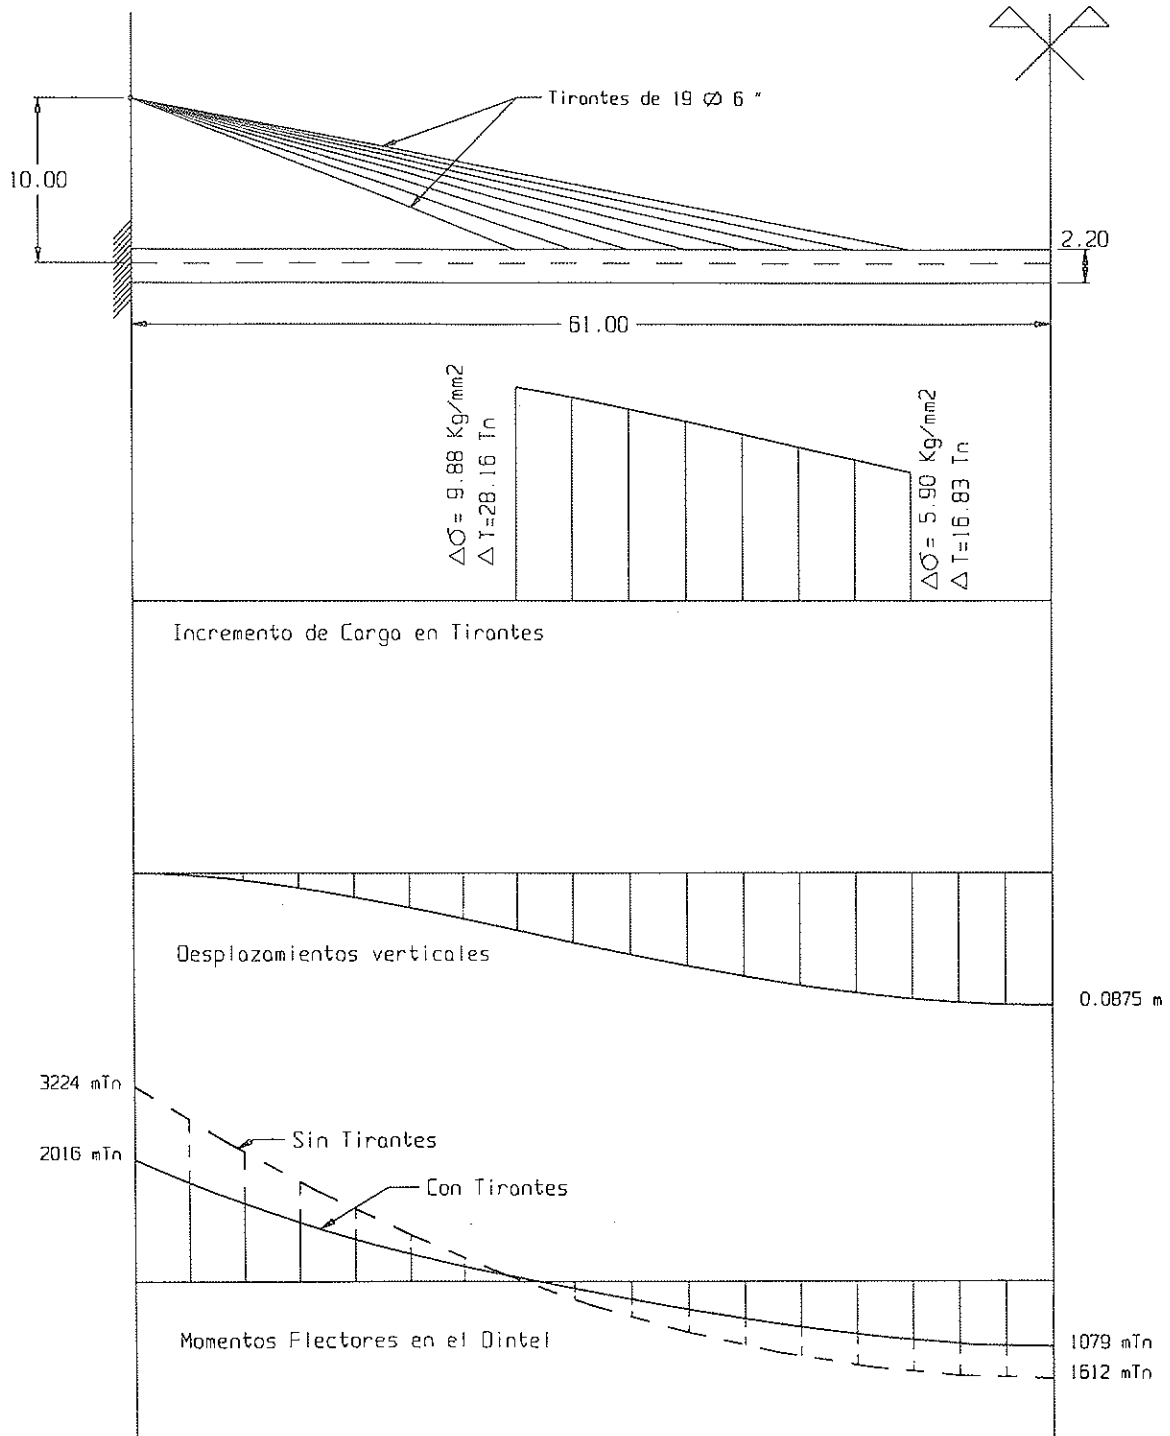 Tirantes de 19 Ø 6 "
10.00
2.20
61.00
Δσ= 9.88 Kg/mm2
ΔT=28.16 Tn
Δσ= 5.90 Kg/mm2
ΔT=16.83 Tn
Incremento de Carga en Tirantes
Desplazamientos verticales
0.0875 m
3224 mTn
Sin Tirantes
2016 mTn
Con Tirantes
Momentos Flectores en el Dintel
1079 mTn
1612 mTn